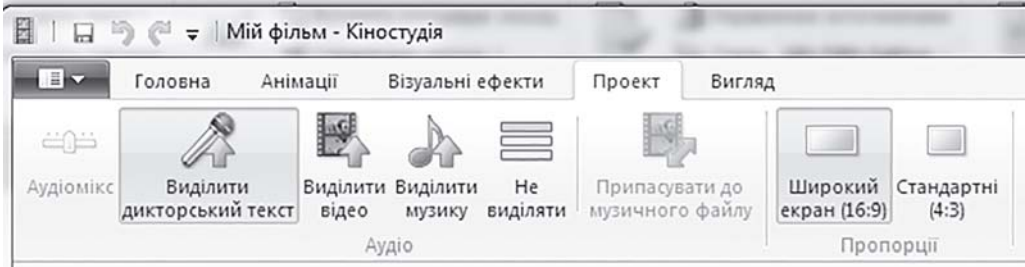 Мій фільм - Кіностудія
Головна Анімації Візуальні ефекти Проект Вигляд
Аудіомікс Виділити дикторський текст Виділити відео Виділити музику Не виділяти Припасувати до музичного файлу Широкий екран (16:9) Стандартні (4:3)
Аудіо Пропорції